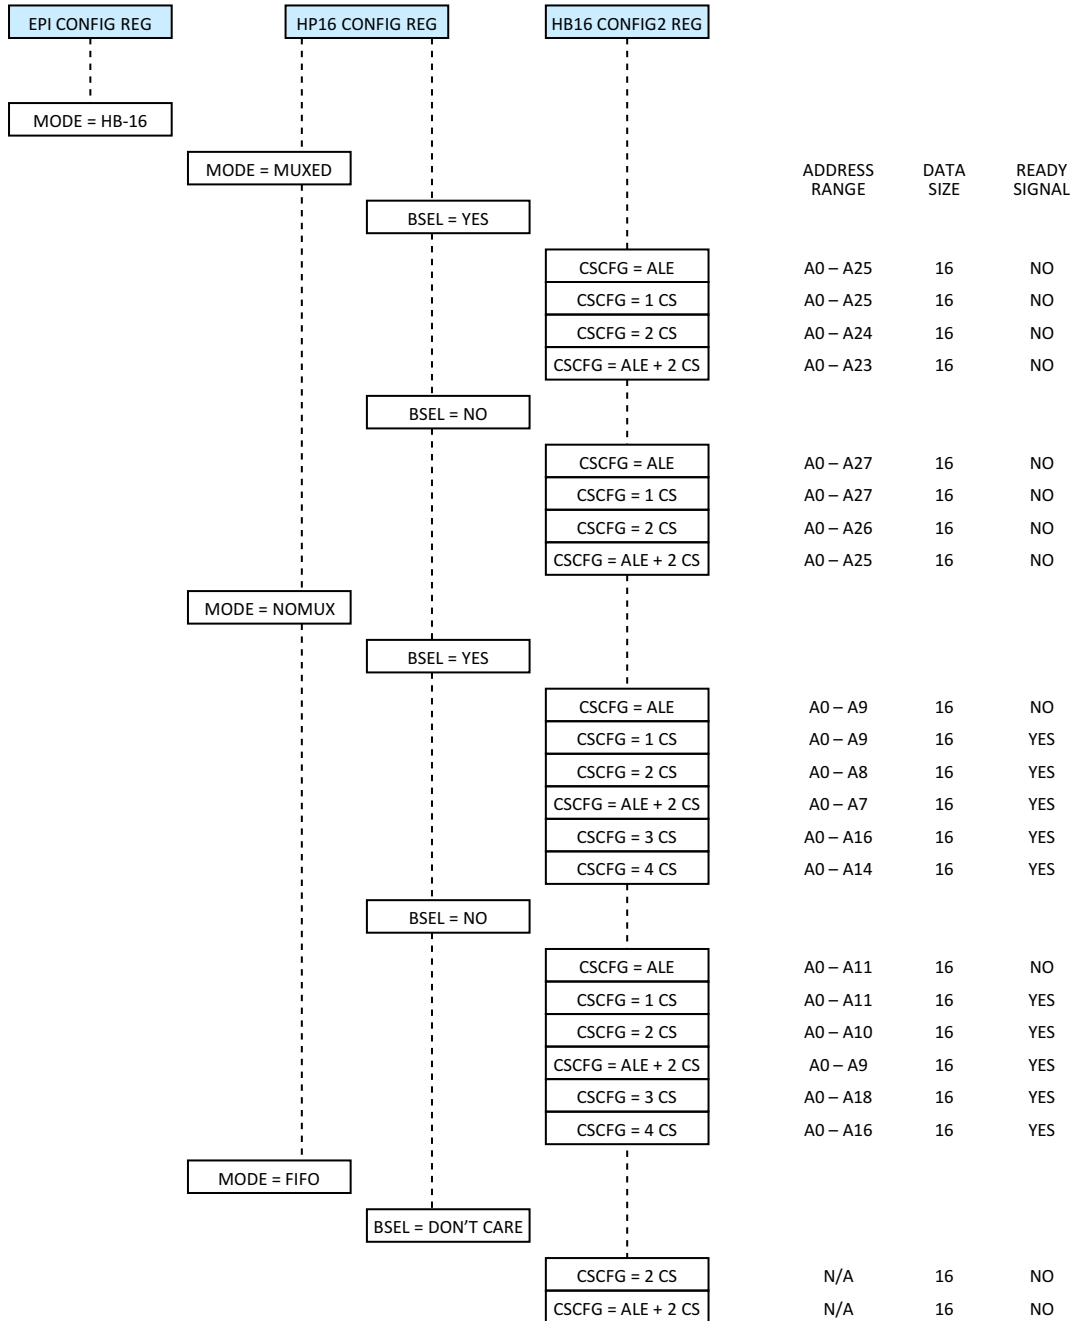 EPI CONFIG REG HP16 CONFIG REG HB16 CONFIG2 REG
MODE = HB-16
MODE = MUXED ADDRESS RANGE DATA SIZE READY SIGNAL
BSEL = YES
CSCFG = ALE A0 – A25 16 NO
CSCFG = 1 CS A0 – A25 16 NO
CSCFG = 2 CS A0 – A24 16 NO
CSCFG = ALE + 2 CS A0 – A23 16 NO
BSEL = NO
CSCFG = ALE A0 – A27 16 NO
CSCFG = 1 CS A0 – A27 16 NO
CSCFG = 2 CS A0 – A26 16 NO
CSCFG = ALE + 2 CS A0 – A25 16 NO
MODE = NOMUX
BSEL = YES
CSCFG = ALE A0 – A9 16 NO
CSCFG = 1 CS A0 – A9 16 YES
CSCFG = 2 CS A0 – A8 16 YES
CSCFG = ALE + 2 CS A0 – A7 16 YES
CSCFG = 3 CS A0 – A16 16 YES
CSCFG = 4 CS A0 – A14 16 YES
BSEL = NO
CSCFG = ALE A0 – A11 16 NO
CSCFG = 1 CS A0 – A11 16 YES
CSCFG = 2 CS A0 – A10 16 YES
CSCFG = ALE + 2 CS A0 – A9 16 YES
CSCFG = 3 CS A0 – A18 16 YES
CSCFG = 4 CS A0 – A16 16 YES
MODE = FIFO
BSEL = DON’T CARE
CSCFG = 2 CS N/A 16 NO
CSCFG = ALE + 2 CS N/A 16 NO